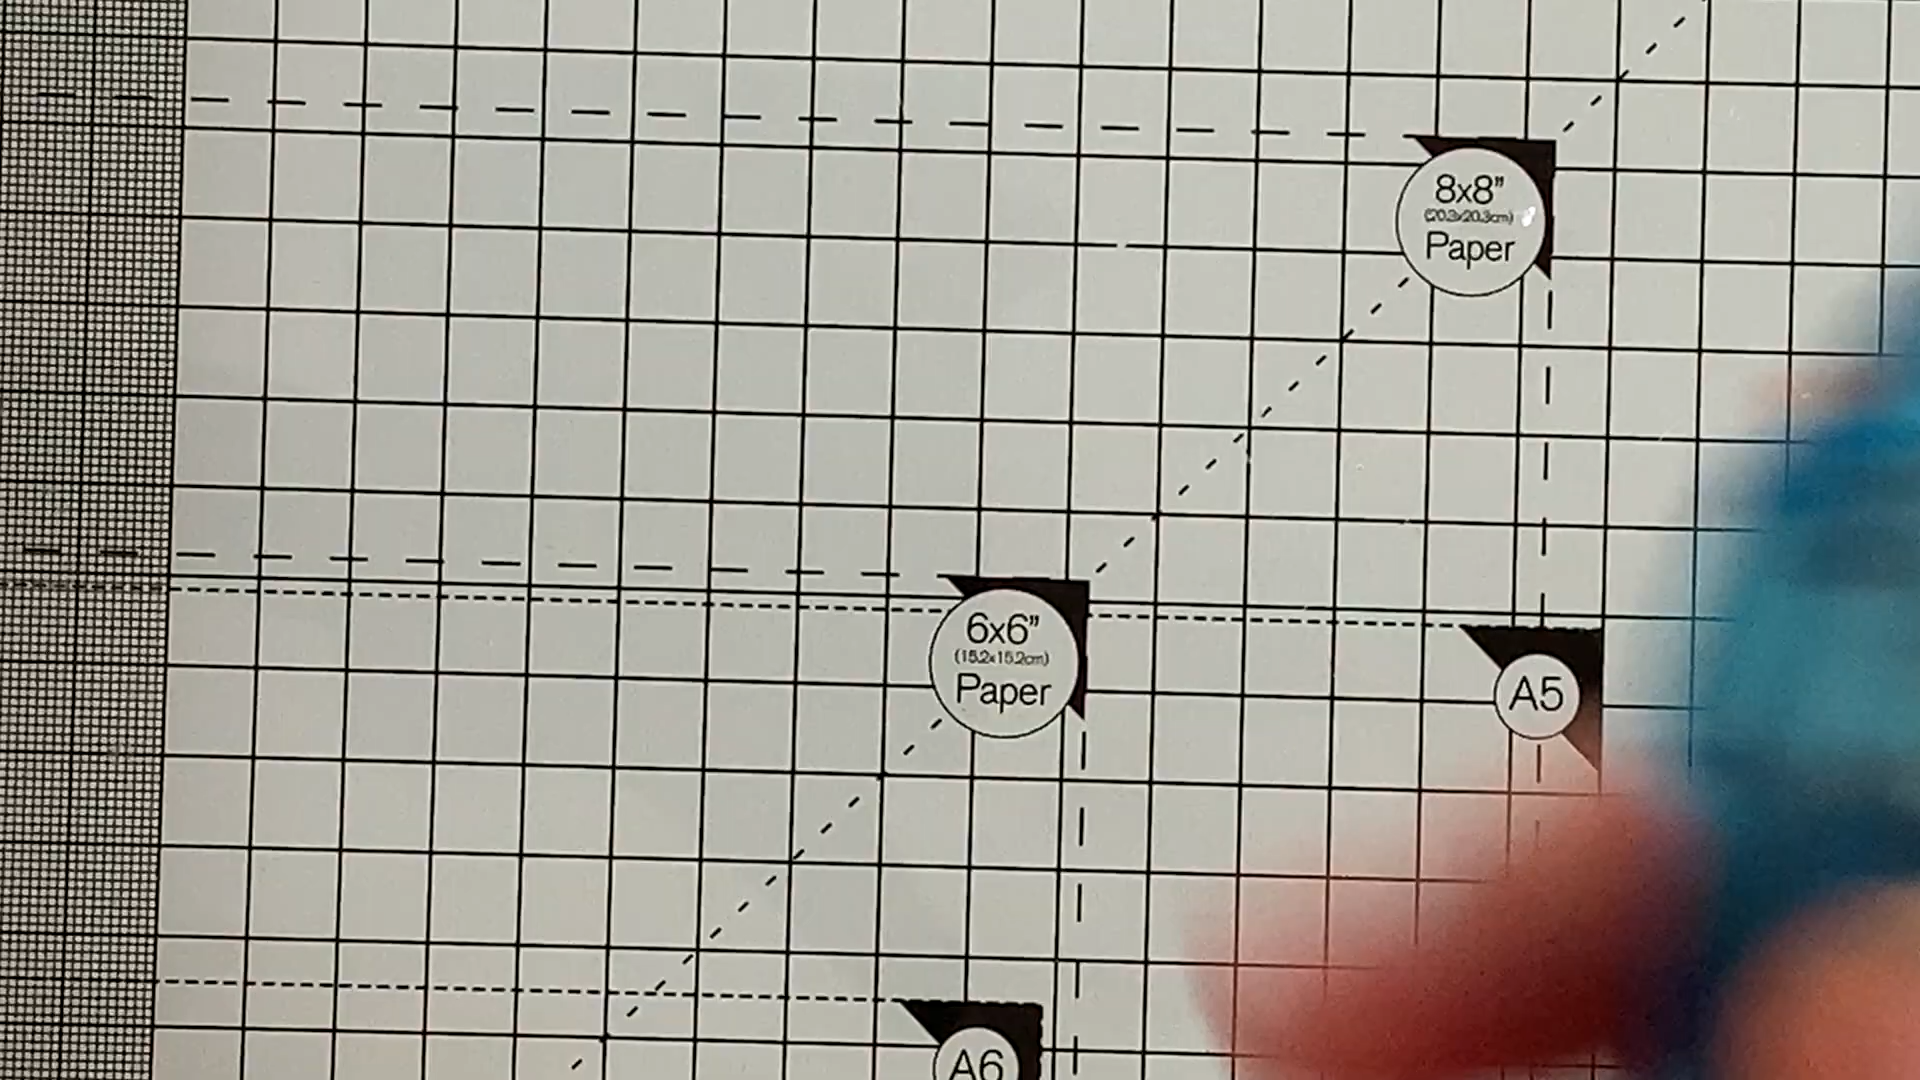 8x8”
(20.3x20.3cm)
Paper
6x6”
(15.2x15.2cm)
Paper
A5
A6